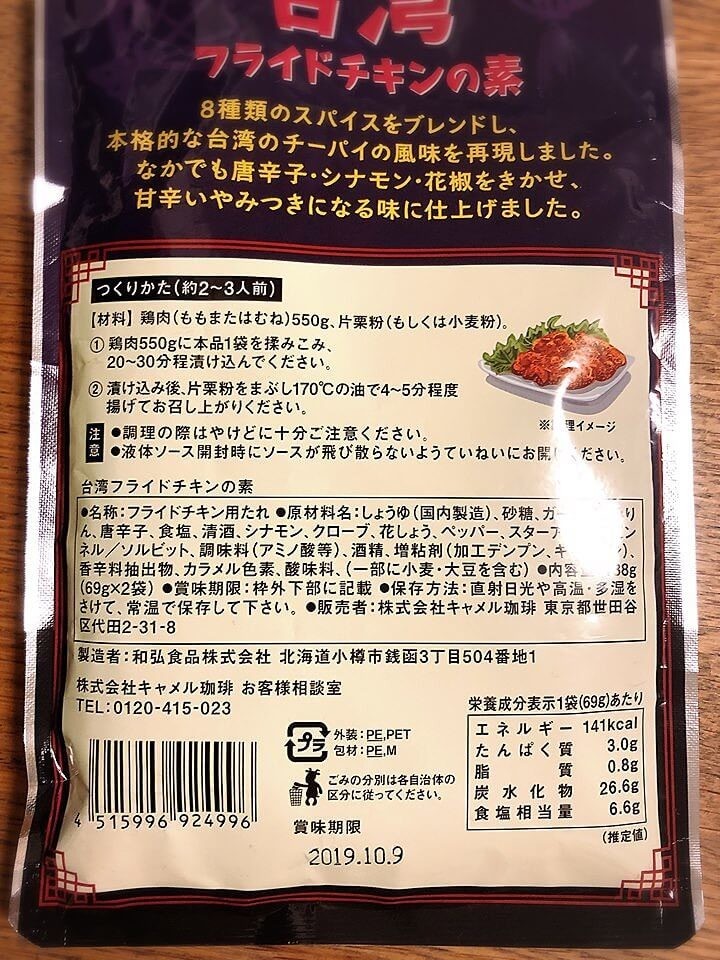 台湾
フライドチキンの素
8種類のスパイスをブレンドし、
本格的な台湾のチーパイの風味を再現しました。
なかでも唐辛子・シナモン・花椒をきかせ、
甘辛いやみつきになる味に仕上げました。
つくりかた(約2~3人前)
【材料】鶏肉(ももまたはむね)550g、片栗粉(もしくは小麦粉)。
① 鶏肉550gに本品1袋を揉みこみ、
20~30分程漬け込んでください。
② 漬け込み後、片栗粉をまぶし170℃の油で4~5分程度
揚げてお召し上がりください。
※ 理イメージ
注意
●調理の際はやけどに十分ご注意ください。
●液体ソース開封時にソースが飛び散らないようていねいにお開 ください。
台湾フライドチキンの素
●名称:フライドチキン用たれ ●原材料名:しょうゆ(国内製造)、砂糖、ガー り
ん、唐辛子、食塩、清酒、シナモン、クローブ、花しょう、ペッパー、スターア ン
ネル/ソルビット、調味料(アミノ酸等)、酒精、増粘剤(加工デンプン、キ )、
香辛料抽出物、カラメル色素、酸味料、(一部に小麦・大豆を含む) ●内容 38g
(69g×2袋) ●賞味期限:枠外下部に記載 ●保存方法:直射日光や高温・多湿を
さけて、常温で保存して下さい。 ●販売者:株式会社キャメル珈琲 東京都世田谷
区代田2-31-8
製造者:和弘食品株式会社 北海道小樽市銭函3丁目504番地1
株式会社キャメル珈琲 お客様相談室
TEL:0120-415-023
栄養成分表示1袋(69g)あたり
エネルギー 141kcal
たんぱく質 3.0g
脂質 0.8g
炭水化物 26.6g
食塩相当量 6.6g
(推定値)
プラ
外装:PE,PET
包材:PE,M
ごみの分別は各自治体の
区分に従ってください。
4 515996 924996
賞味期限
2019.10.9